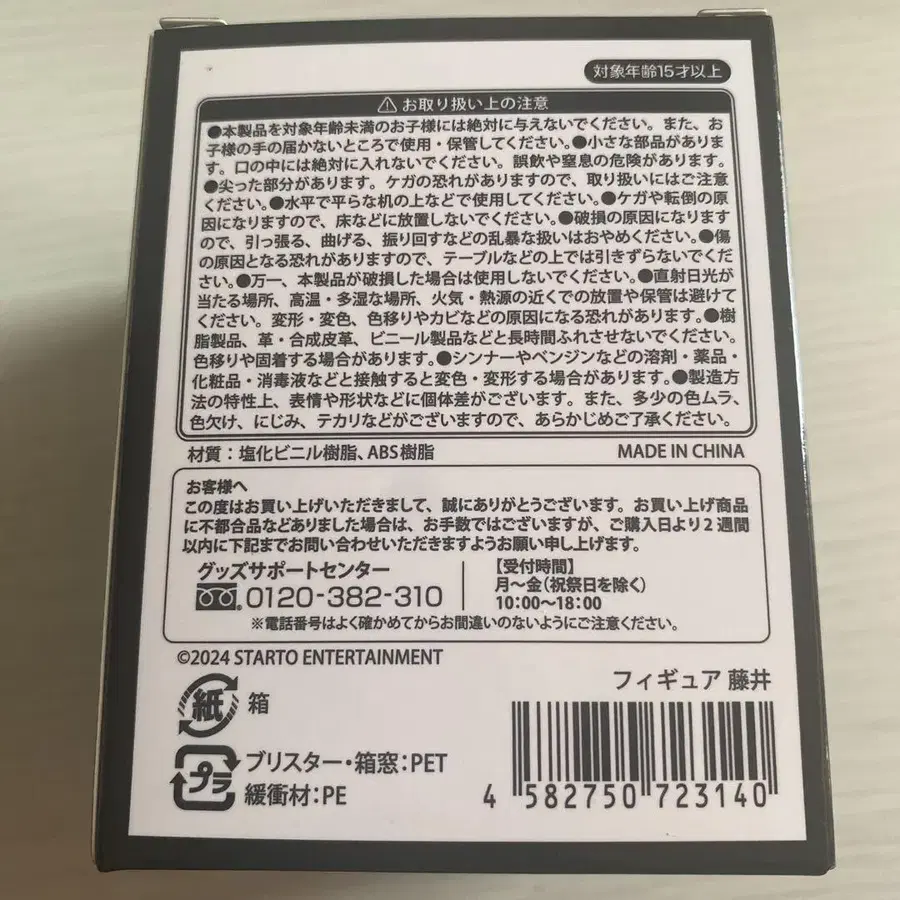 対象年齢15才以上
⚠お取り扱い上の注意
●本製品を対象年齢未満のお子様には絶対に与えないでください。また、お
子様の手の届かないところで使用・保管してください。●小さな部品がありま
す。口の中には絶対に入れないでください。誤飲や窒息の危険があります。
●尖った部分があります。ケガの恐れがありますので、取り扱いにはご注意
ください。●水平で平らな机の上などで使用してください。●ケガや転倒の原
因になりますので、床などに放置しないでください。●破損の原因になります
ので、引っ張る、曲げる、振り回すなどの乱暴な扱いはおやめください。●傷
の原因となる恐れがありますので、テーブルなどの上では引きずらないでくだ
さい。●万一、本製品が破損した場合は使用しないでください。●直射日光が
当たる場所、高温・多湿な場所、火気・熱源の近くでの放置や保管は避けて
ください。変形・変色、色移りやカビなどの原因になる恐れがあります。●樹
脂製品、革・合成皮革、ビニール製品などと長時間ふれさせないでください。
色移りや固着する場合があります。●シンナーやベンジンなどの溶剤・薬品・
化粧品・消毒液などと接触すると変色・変形する場合があります。●製造方
法の特性上、表情や形状などに個体差がございます。また、多少の色ムラ、
色欠け、にじみ、テカリなどがございますので、あらかじめご了承ください。
材質：塩化ビニル樹脂、ABS樹脂 MADE IN CHINA
お客様へ
この度はお買い上げいただきまして、誠にありがとうございます。お買い上げ商品
に不都合品などありました場合は、お手数ではございますが、ご購入日より2週間
以内に下記までお問い合わせいただきますようお願い申し上げます。
グッズサポートセンター
0120-382-310
【受付時間】
月～金(祝祭日を除く)
10:00～18:00
※電話番号はよく確かめてからお間違いのないようにご注意ください。
©2024 STARTO ENTERTAINMENT
フィギュア 藤井
紙 箱
プラ ブリスター・箱窓：PET
緩衝材：PE
4 582750 723140